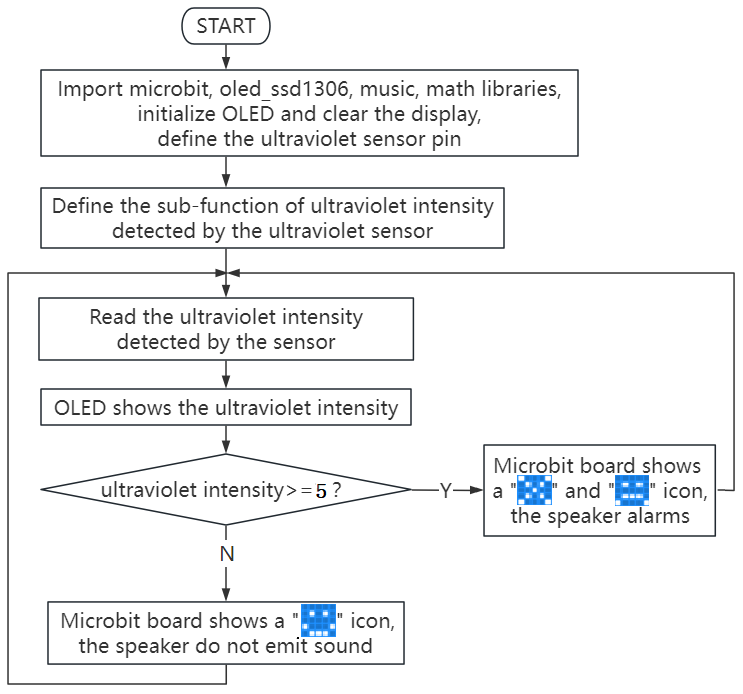 START
Import microbit, oled_ssd1306, music, math libraries,
initialize OLED and clear the display,
define the ultraviolet sensor pin
Define the sub-function of ultraviolet intensity
detected by the ultraviolet sensor
Read the ultraviolet intensity
detected by the sensor
OLED shows the ultraviolet intensity
ultraviolet intensity>=5?
Y
Microbit board shows
a "" and "" icon,
the speaker alarms
N
Microbit board shows a "" icon,
the speaker do not emit sound